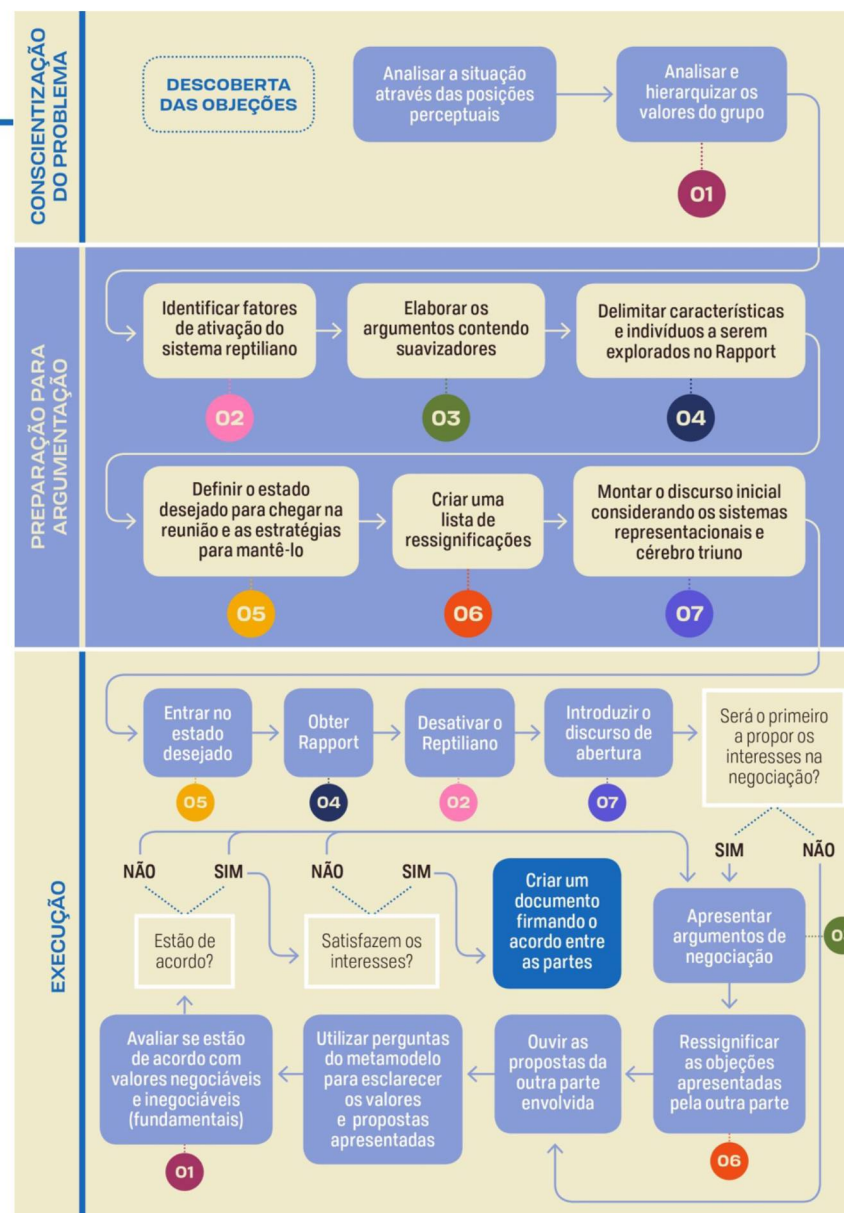 CONSCIENTIZAÇÃO
DO PROBLEMA
DESCOBERTA
DAS OBJEÇÕES
Analisar a situação
através das posições
perceptuais
Analisar e
hierarquizar os
valores do grupo
01
PREPARAÇÃO PARA
ARGUMENTAÇÃO
Identificar fatores
de ativação do
sistema reptiliano
02
Elaborar os
argumentos contendo
suavizadores
03
Delimitar características
e indivíduos a serem
explorados no Rapport
04
Definir o estado
desejado para chegar na
reunião e as estratégias
para mantê-lo
05
Criar uma
lista de
ressignificações
06
Montar o discurso inicial
considerando os sistemas
representacionais e
cérebro triuno
07
EXECUÇÃO
Entrar no
estado
desejado
05
Obter
Rapport
04
Desativar o
Reptiliano
02
Introduzir o
discurso de
abertura
07
Será o primeiro
a propor os
interesses na
negociação?
SIM
NÃO
NÃO
SIM
Estão de
acordo?
NÃO
SIM
Satisfazem os
interesses?
Criar um
documento
firmando o
acordo entre
as partes
Apresentar
argumentos de
negociação
Avaliar se estão
de acordo com
valores negociáveis
e inegociáveis
(fundamentais)
01
Utilizar perguntas
do metamodelo
para esclarecer
os valores
e propostas
apresentadas
Ouvir as
propostas da
outra parte
envolvida
Ressignificar
as objeções
apresentadas
pela outra parte
06